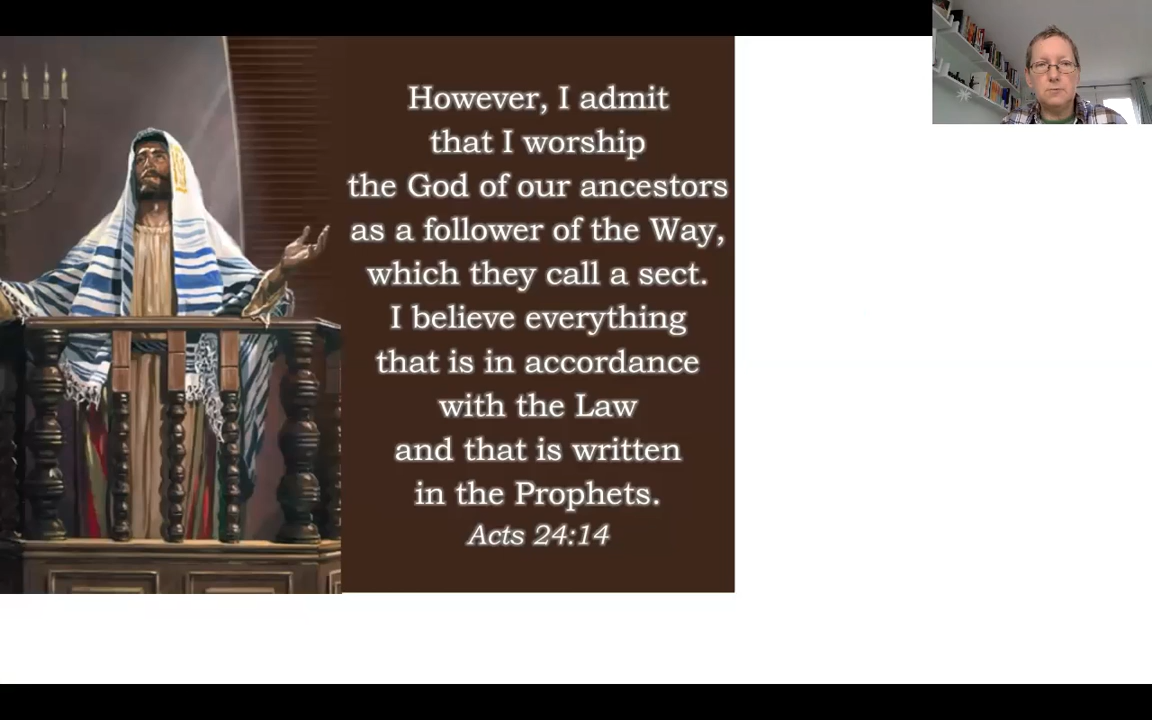 However, I admit
that I worship
the God of our ancestors
as a follower of the Way,
which they call a sect.
I believe everything
that is in accordance
with the Law
and that is written
in the Prophets.
Acts 24:14